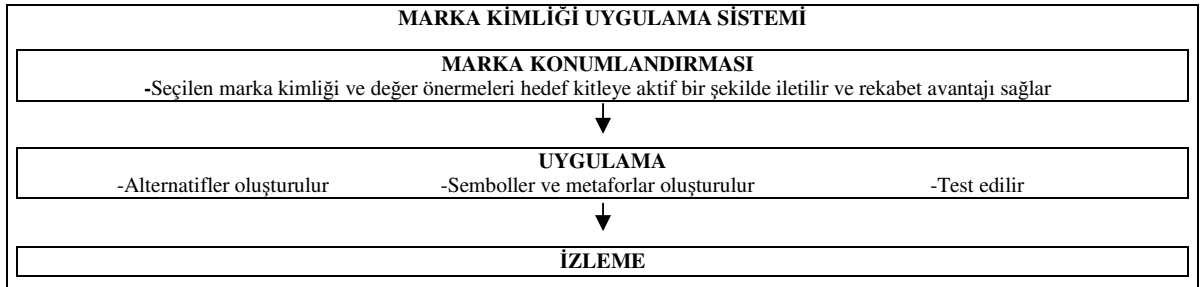 MARKA KİMLİĞİ UYGULAMA SİSTEMİ
MARKA KONUMLANDIRMASI
-Seçilen marka kimliği ve değer önermeleri hedef kitleye aktif bir şekilde iletilir ve rekabet avantajı sağlar
UYGULAMA
-Alternatifler oluşturulur -Semboller ve metaforlar oluşturulur -Test edilir
İZLEME